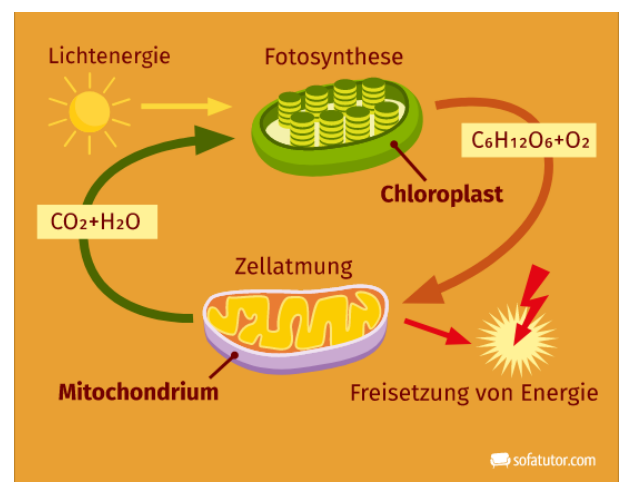 Lichtenergie
Fotosynthese
C₆H₁₂O₆+O₂
Chloroplast
CO₂+H₂O
Zellatmung
Mitochondrium
Freisetzung von Energie
sofatutor.com